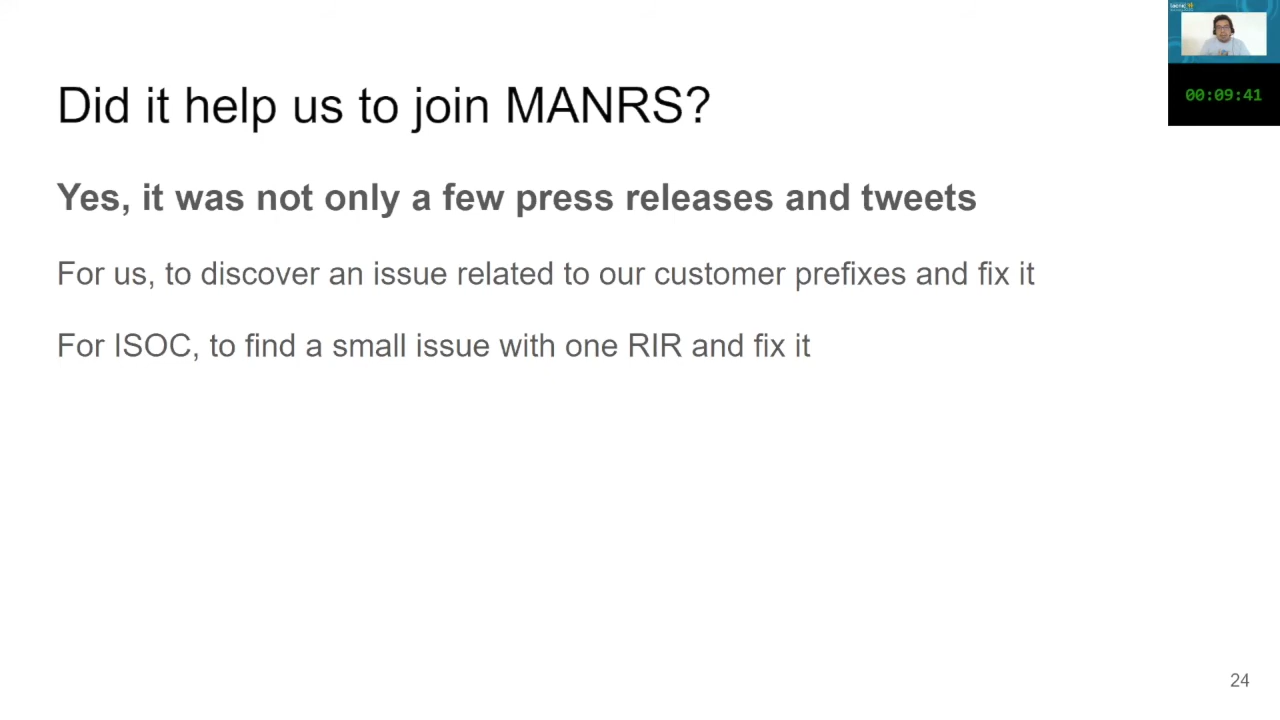 Did it help us to join MANRS?
00:09:41
Yes, it was not only a few press releases and tweets
For us, to discover an issue related to our customer prefixes and fix it
For ISOC, to find a small issue with one RIR and fix it
24